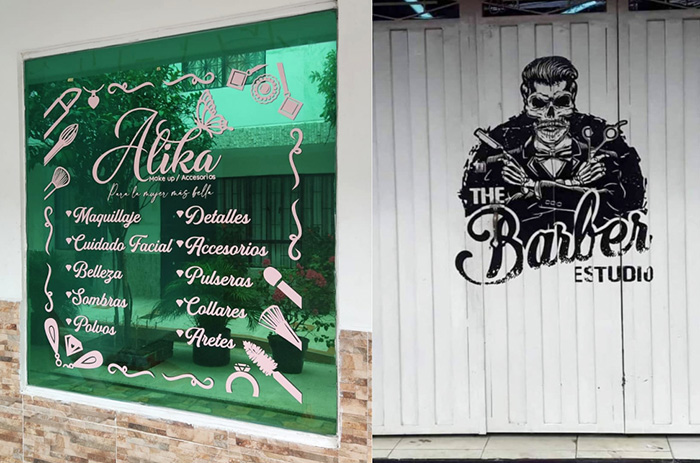 Alika
Make up / Accesorios
Para la mujer más bella
Maquillaje
Cuidado Facial
Belleza
Sombras
Polvos
Detalles
Accesorios
Pulseras
Collares
Aretes
THE
Barber
ESTUDIO